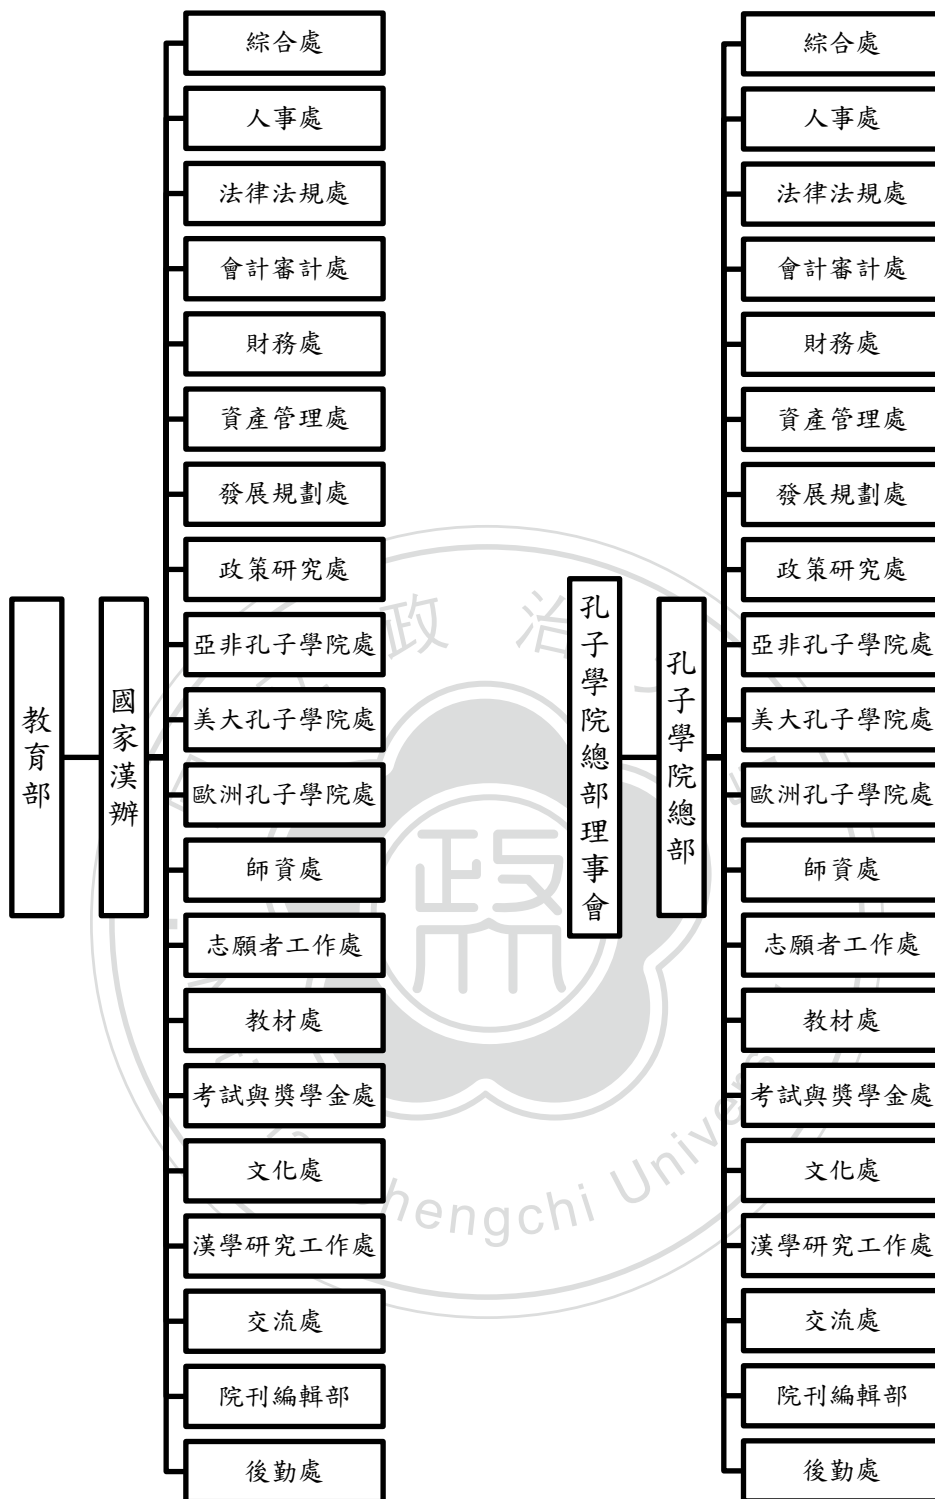 教育部
國家漢辦
綜合處
人事處
法律法規處
會計審計處
財務處
資產管理處
發展規劃處
政策研究處
亞非孔子學院處
美大孔子學院處
歐洲孔子學院處
師資處
志願者工作處
教材處
考試與獎學金處
文化處
漢學研究工作處
交流處
院刊編輯部
後勤處
孔子學院總部理事會
孔子學院總部
綜合處
人事處
法律法規處
會計審計處
財務處
資產管理處
發展規劃處
政策研究處
亞非孔子學院處
美大孔子學院處
歐洲孔子學院處
師資處
志願者工作處
教材處
考試與獎學金處
文化處
漢學研究工作處
交流處
院刊編輯部
後勤處
政治
hengchi Univers